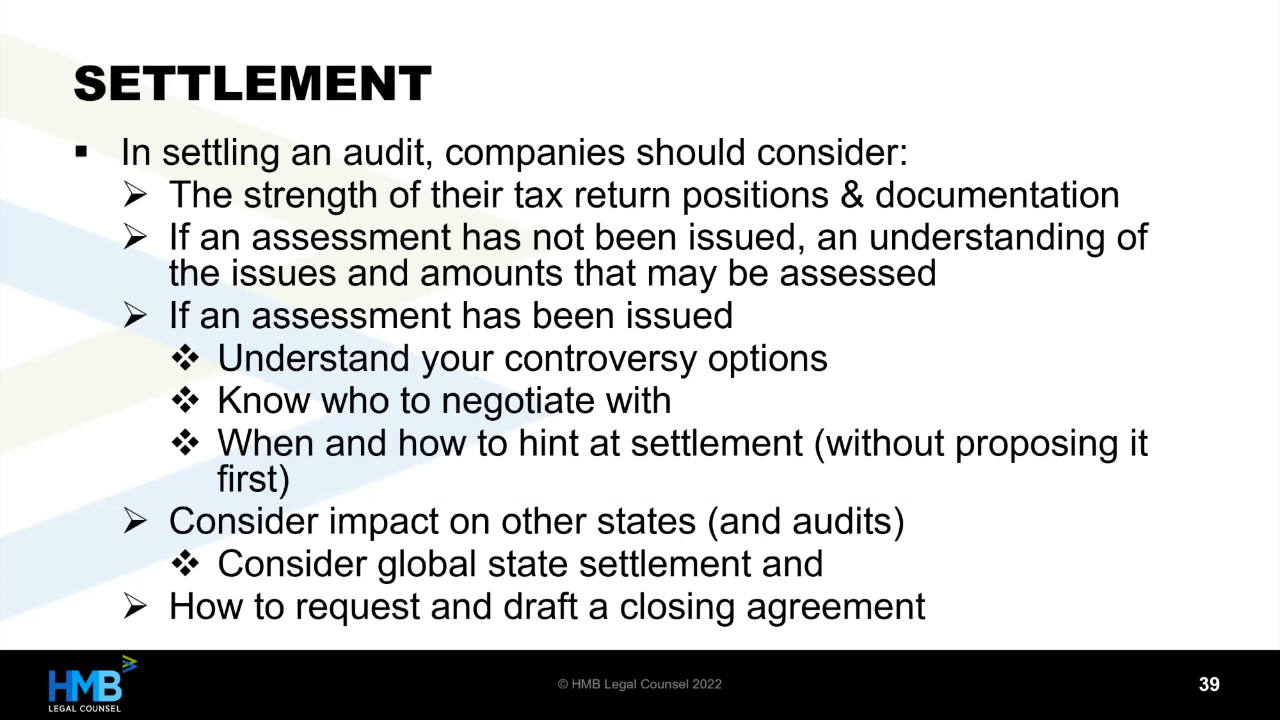 SETTLEMENT
▪ In settling an audit, companies should consider:
➢ The strength of their tax return positions & documentation
➢ If an assessment has not been issued, an understanding of
the issues and amounts that may be assessed
➢ If an assessment has been issued
❖ Understand your controversy options
❖ Know who to negotiate with
❖ When and how to hint at settlement (without proposing it
first)
➢ Consider impact on other states (and audits)
❖ Consider global state settlement and
➢ How to request and draft a closing agreement
HMB
LEGAL COUNSEL
© HMB Legal Counsel 2022
39